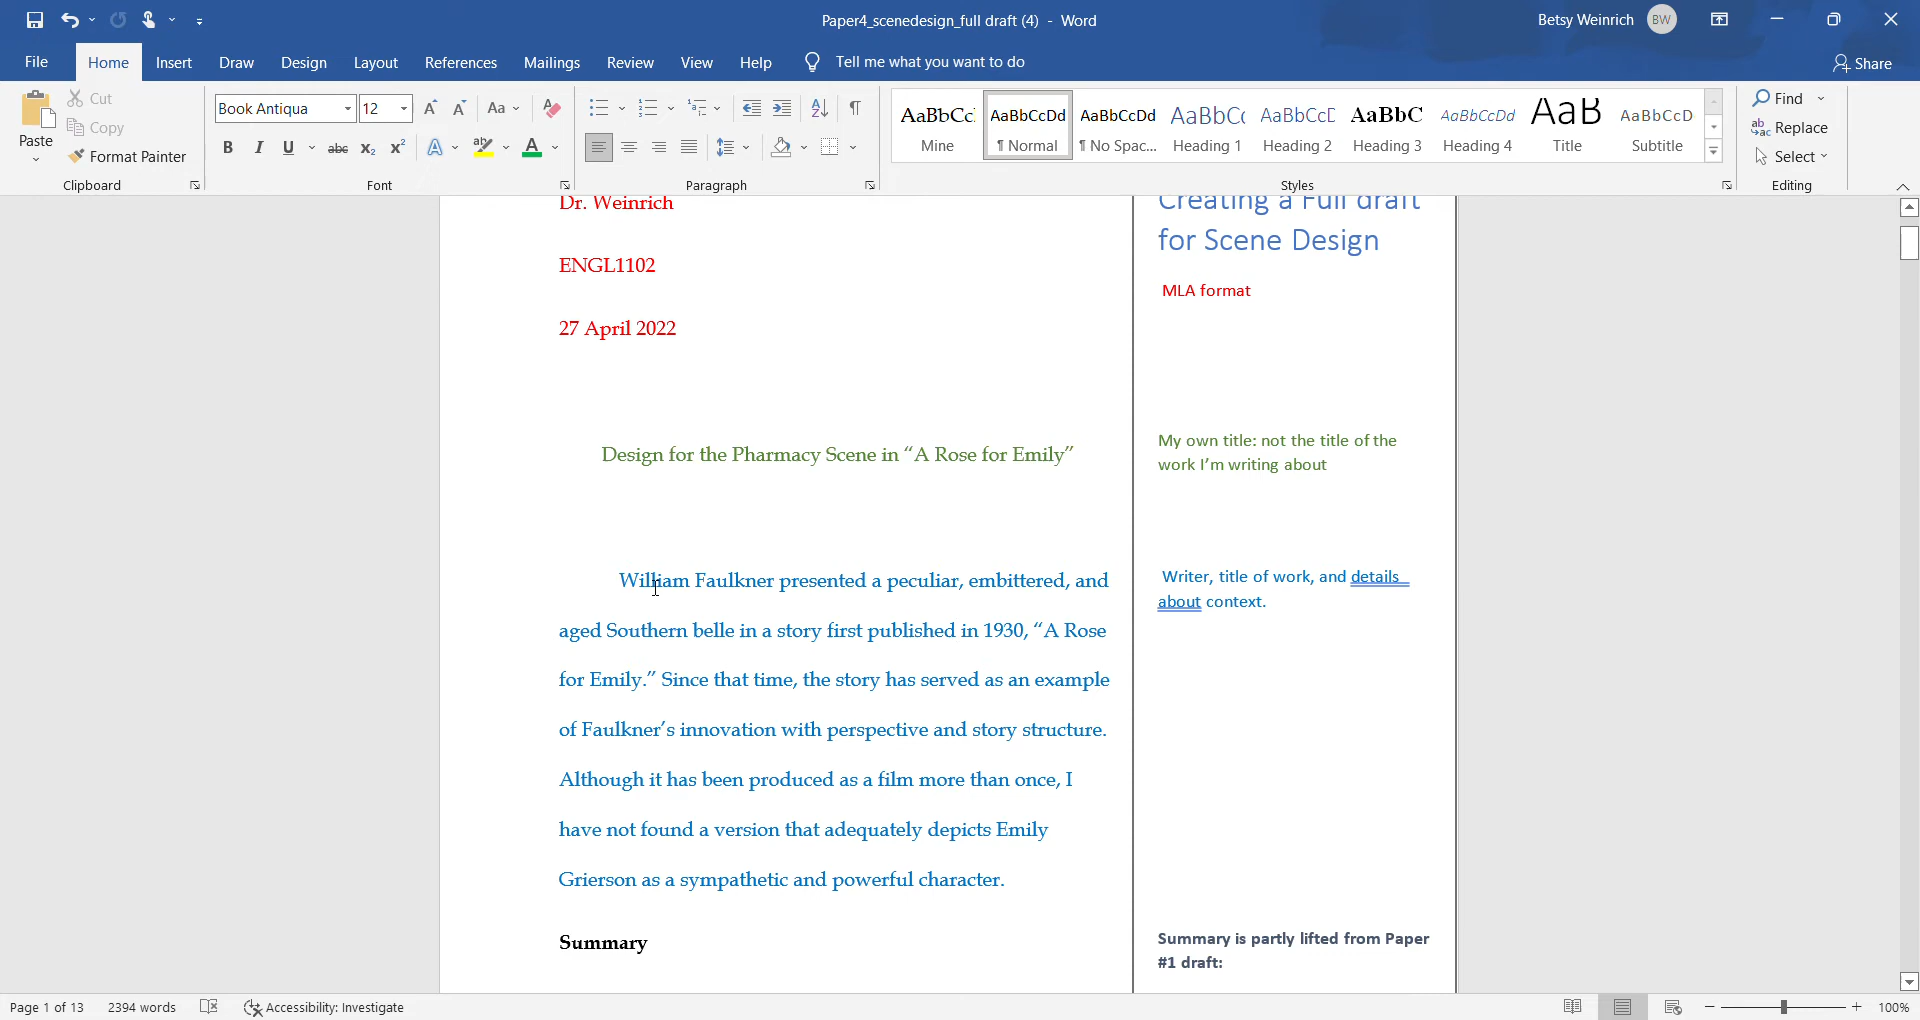 Paper4_scenedesign_full draft (4) - Word
Betsy Weinrich BW
File Home Insert Draw Design Layout References Mailings Review View Help Tell me what you want to do Share
Paste
Cut
Copy
Format Painter
Clipboard
Book Antiqua 12
Aa
B I U abc x₂ x² A ab A
Font
Paragraph
AaBbCcl AaBbCcDd AaBbCcDd AaBbCc AaBbCcE AaBbC AaBbCcDd AaB AaBbCcD
Mine ¶ Normal ¶ No Spac... Heading 1 Heading 2 Heading 3 Heading 4 Title Subtitle
Styles
Find
Replace
Select
Editing
Dr. Weinrich
ENGL1102
27 April 2022
Design for the Pharmacy Scene in “A Rose for Emily”
William Faulkner presented a peculiar, embittered, and
aged Southern belle in a story first published in 1930, “A Rose
for Emily.” Since that time, the story has served as an example
of Faulkner’s innovation with perspective and story structure.
Although it has been produced as a film more than once, I
have not found a version that adequately depicts Emily
Grierson as a sympathetic and powerful character.
Summary
Creating a Full draft
for Scene Design
MLA format
My own title: not the title of the
work I’m writing about
Writer, title of work, and details
about context.
Summary is partly lifted from Paper
#1 draft:
Page 1 of 13 2394 words Accessibility: Investigate 100%